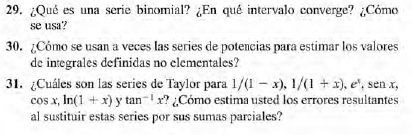 29. ¿Qué es una serie binomial? ¿En qué intervalo converge? ¿Cómo
se usa?
30. ¿Cómo se usan a veces las series de potencias para estimar los valores
de integrales definidas no elementales?
31. ¿Cuáles son las series de Taylor para 1/(1 − x), 1/(1 + x), eˣ, sen x,
cos x, ln(1 + x) y tan⁻¹ x? ¿Cómo estima usted los errores resultantes
al sustituir estas series por sus sumas parciales?